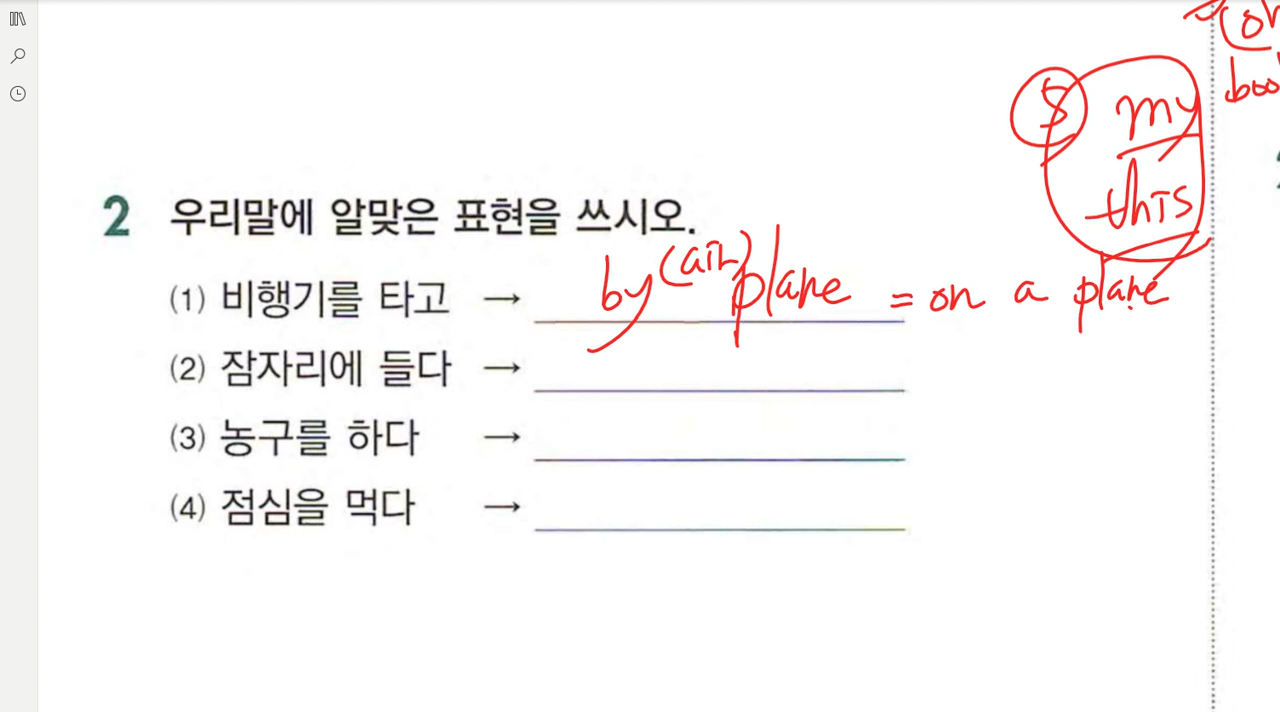 my
this
2 우리말에 알맞은 표현을 쓰시오.
(1) 비행기를 타고 → by (air)plane = on a plane
(2) 잠자리에 들다 →
(3) 농구를 하다 →
(4) 점심을 먹다 →